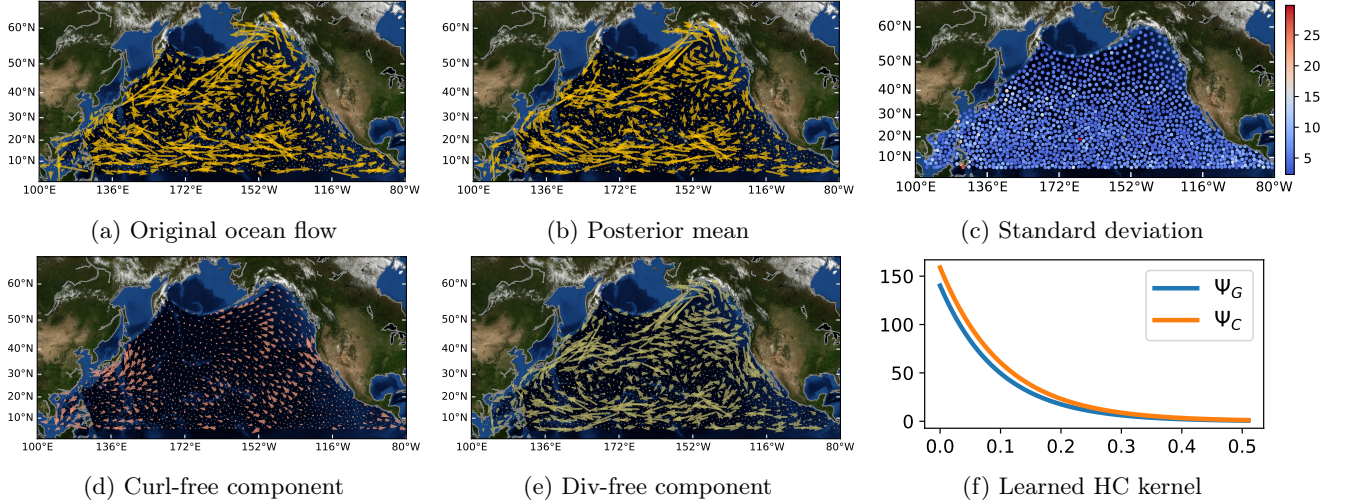 60°N
50°N
40°N
30°N
20°N
10°N
100°E 136°E 172°E 152°W 116°W 80°W
(a) Original ocean flow
60°N
50°N
40°N
30°N
20°N
10°N
100°E 136°E 172°E 152°W 116°W 80°W
(b) Posterior mean
60°N
50°N
40°N
30°N
20°N
10°N
100°E 136°E 172°E 152°W 116°W 80°W
25
20
15
10
5
(c) Standard deviation
60°N
50°N
40°N
30°N
20°N
10°N
100°E 136°E 172°E 152°W 116°W 80°W
(d) Curl-free component
60°N
50°N
40°N
30°N
20°N
10°N
100°E 136°E 172°E 152°W 116°W 80°W
(e) Div-free component
150
100
50
0
0.0 0.1 0.2 0.3 0.4 0.5
Ψ_G
Ψ_C
(f) Learned HC kernel